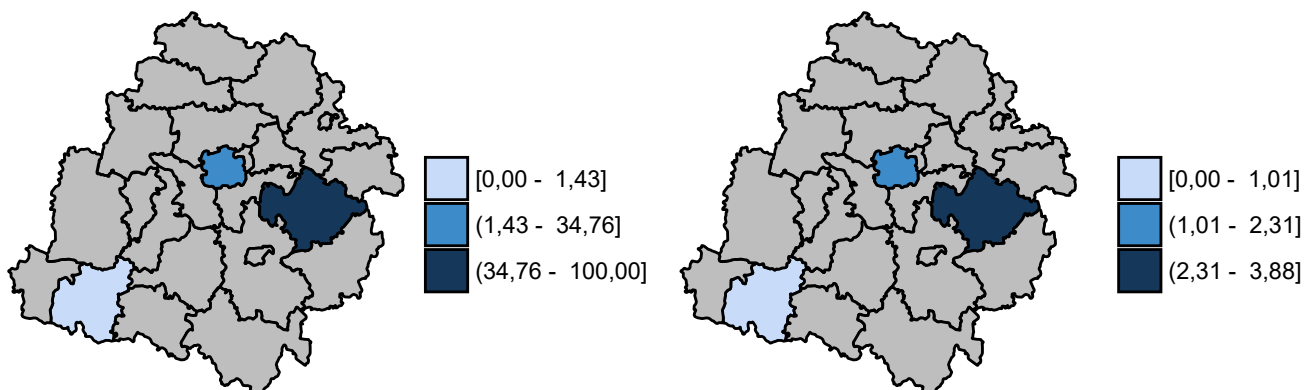 [0,00 - 1,43]
(1,43 - 34,76]
(34,76 - 100,00]
[0,00 - 1,01]
(1,01 - 2,31]
(2,31 - 3,88]